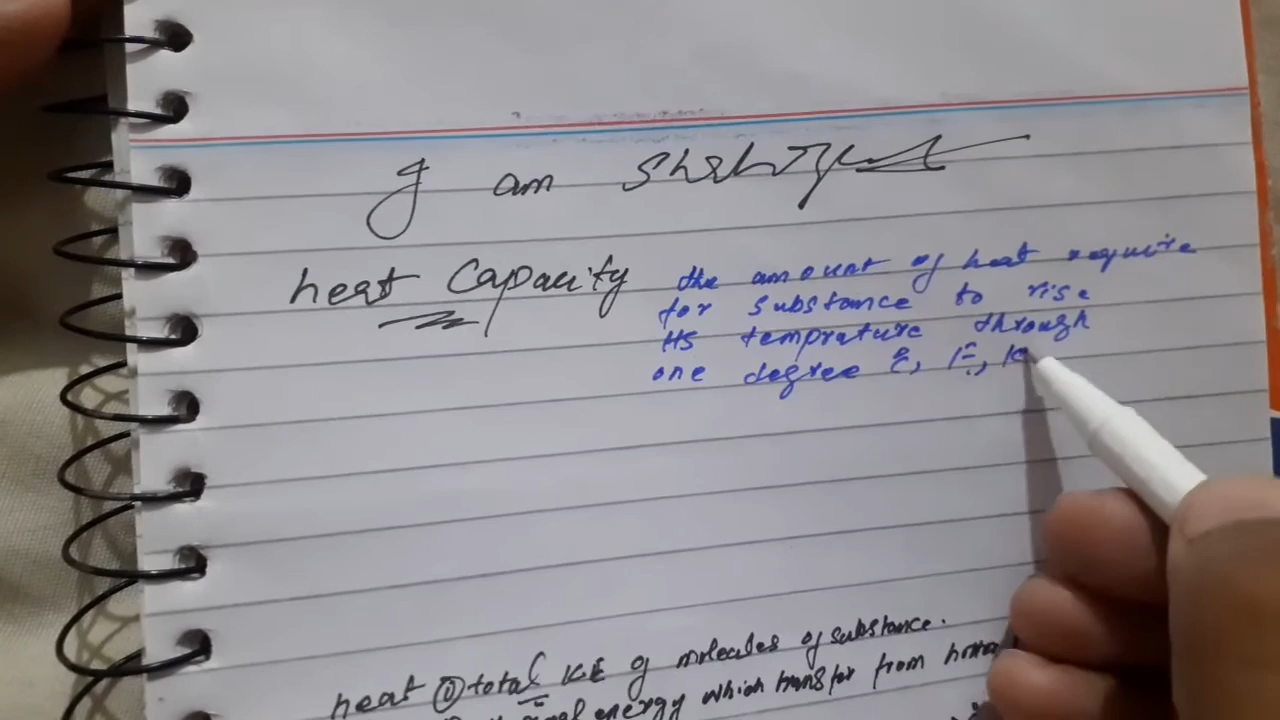 I am
heat Capacity
the amount of heat require
for substance to rise
its temprature through
one degree °C, °F, K
heat ① total KE of molecules of substance.
energy which transfer from